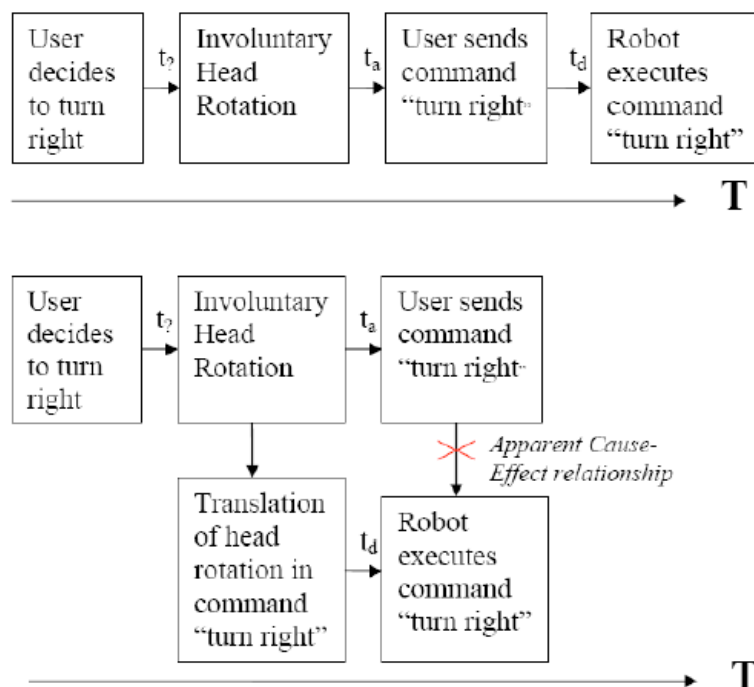 User
decides
to turn
right
t?
Involuntary
Head
Rotation
ta
User sends
command
“turn right”
td
Robot
executes
command
“turn right”
T
User
decides
to turn
right
t?
Involuntary
Head
Rotation
ta
User sends
command
“turn right”
Apparent Cause-
Effect relationship
Translation
of head
rotation in
command
“turn right”
td
Robot
executes
command
“turn right”
T